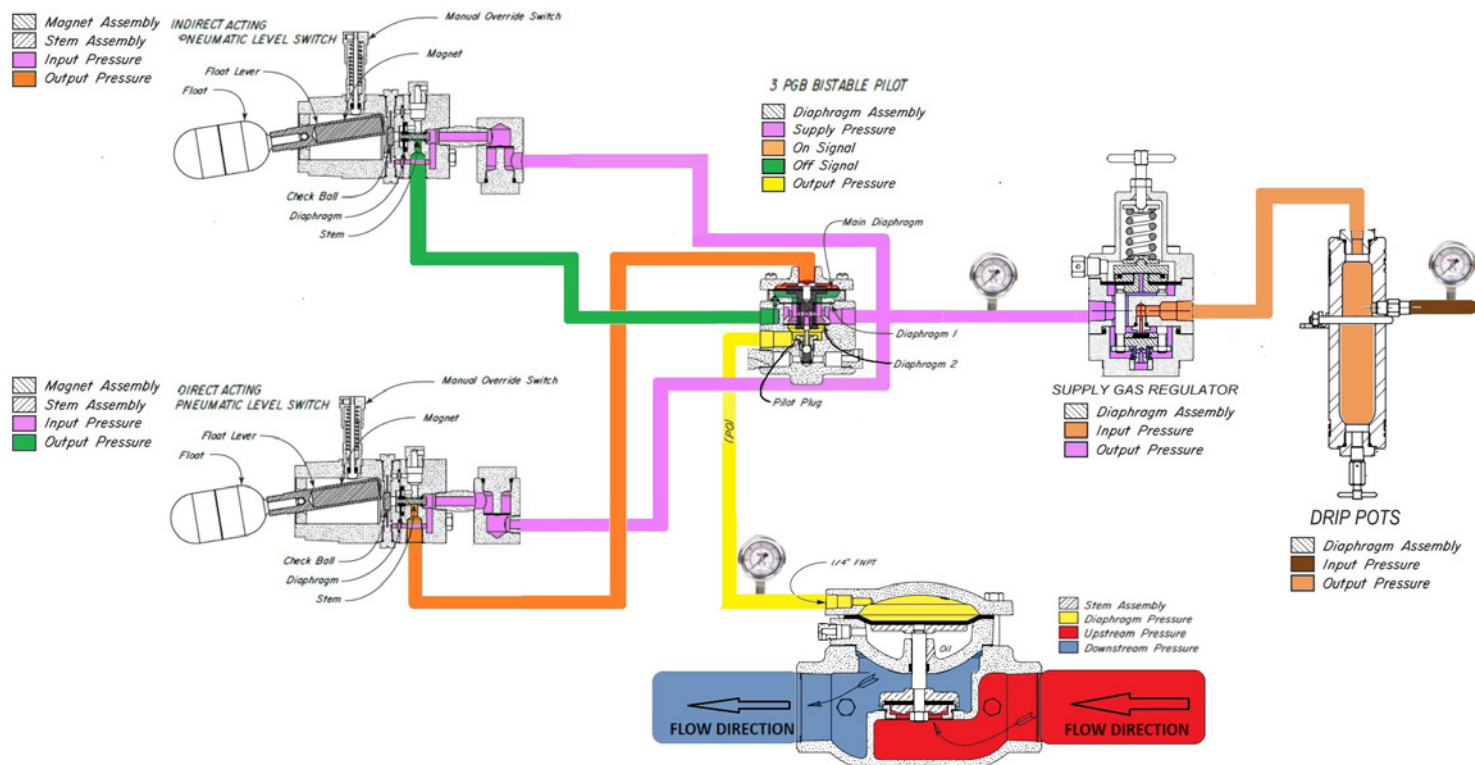 Magnet Assembly
Stem Assembly
Input Pressure
Output Pressure
INDIRECT ACTING
PNEUMATIC LEVEL SWITCH
Manual Override Switch
Magnet
Float Lever
Float
Check Ball
Diaphragm
Stem
3 PGB BISTABLE PILOT
Diaphragm Assembly
Supply Pressure
On Signal
Off Signal
Output Pressure
Main Diaphragm
Diaphragm 1
Diaphragm 2
Pilot Plug
(PO)
SUPPLY GAS REGULATOR
Diaphragm Assembly
Input Pressure
Output Pressure
DRIP POTS
Diaphragm Assembly
Input Pressure
Output Pressure
Magnet Assembly
Stem Assembly
Input Pressure
Output Pressure
DIRECT ACTING
PNEUMATIC LEVEL SWITCH
Manual Override Switch
Magnet
Float Lever
Float
Check Ball
Diaphragm
Stem
1/4" FNPT
Oil
Stem Assembly
Diaphragm Pressure
Upstream Pressure
Downstream Pressure
FLOW DIRECTION
FLOW DIRECTION